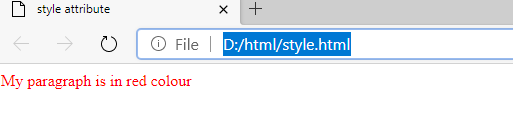 style attribute
File D:/html/style.html
My paragraph is in red colour